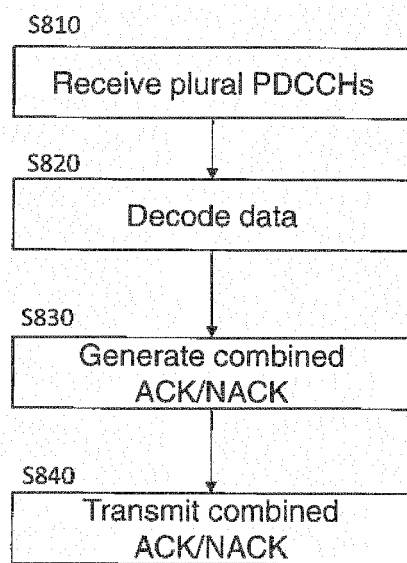 S810
Receive plural PDCCHs
S820
Decode data
S830
Generate combined
ACK/NACK
S840
Transmit combined
ACK/NACK